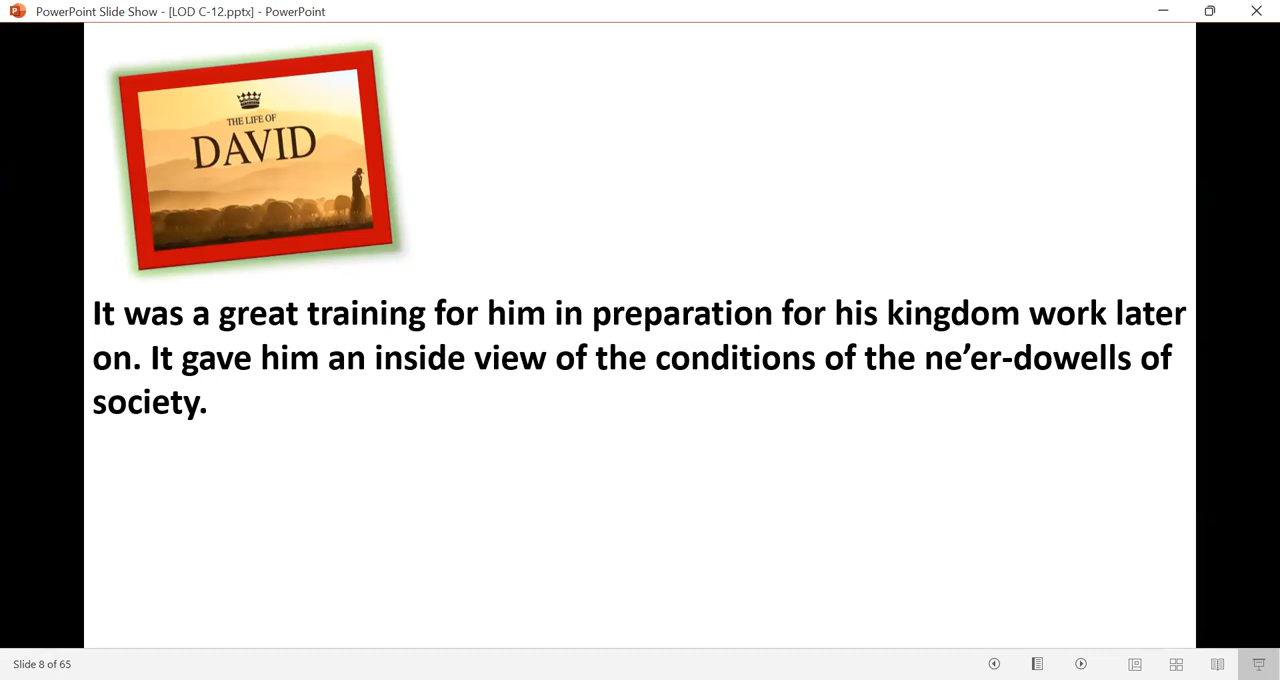 PowerPoint Slide Show - [LOD C-12.pptx] - PowerPoint
THE LIFE OF
DAVID
It was a great training for him in preparation for his kingdom work later
on. It gave him an inside view of the conditions of the ne’er-dowells of
society.
Slide 8 of 65